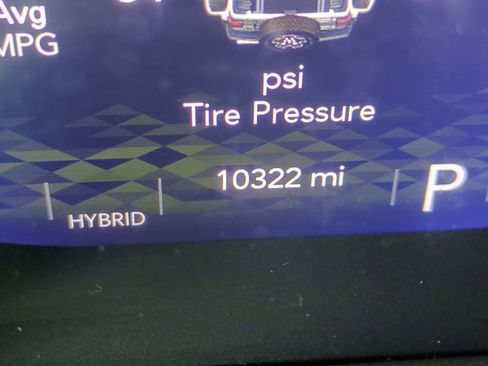 Avg
MPG
psi
Tire Pressure
10322 mi
P
HYBRID